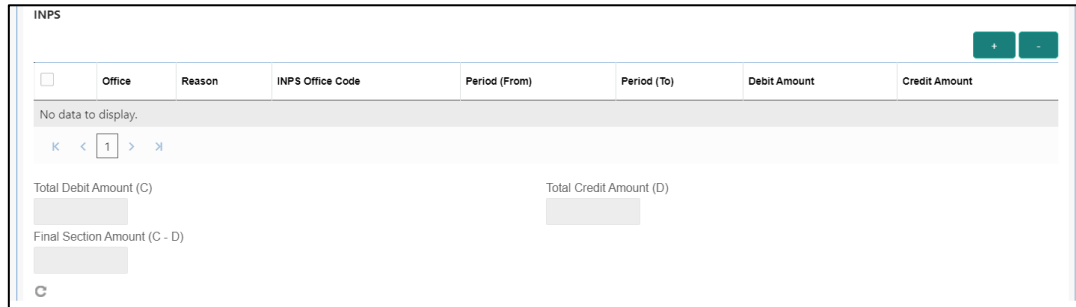 INPS
+ -
Office Reason INPS Office Code Period (From) Period (To) Debit Amount Credit Amount
No data to display.
1
Total Debit Amount (C) Total Credit Amount (D)
Final Section Amount (C - D)